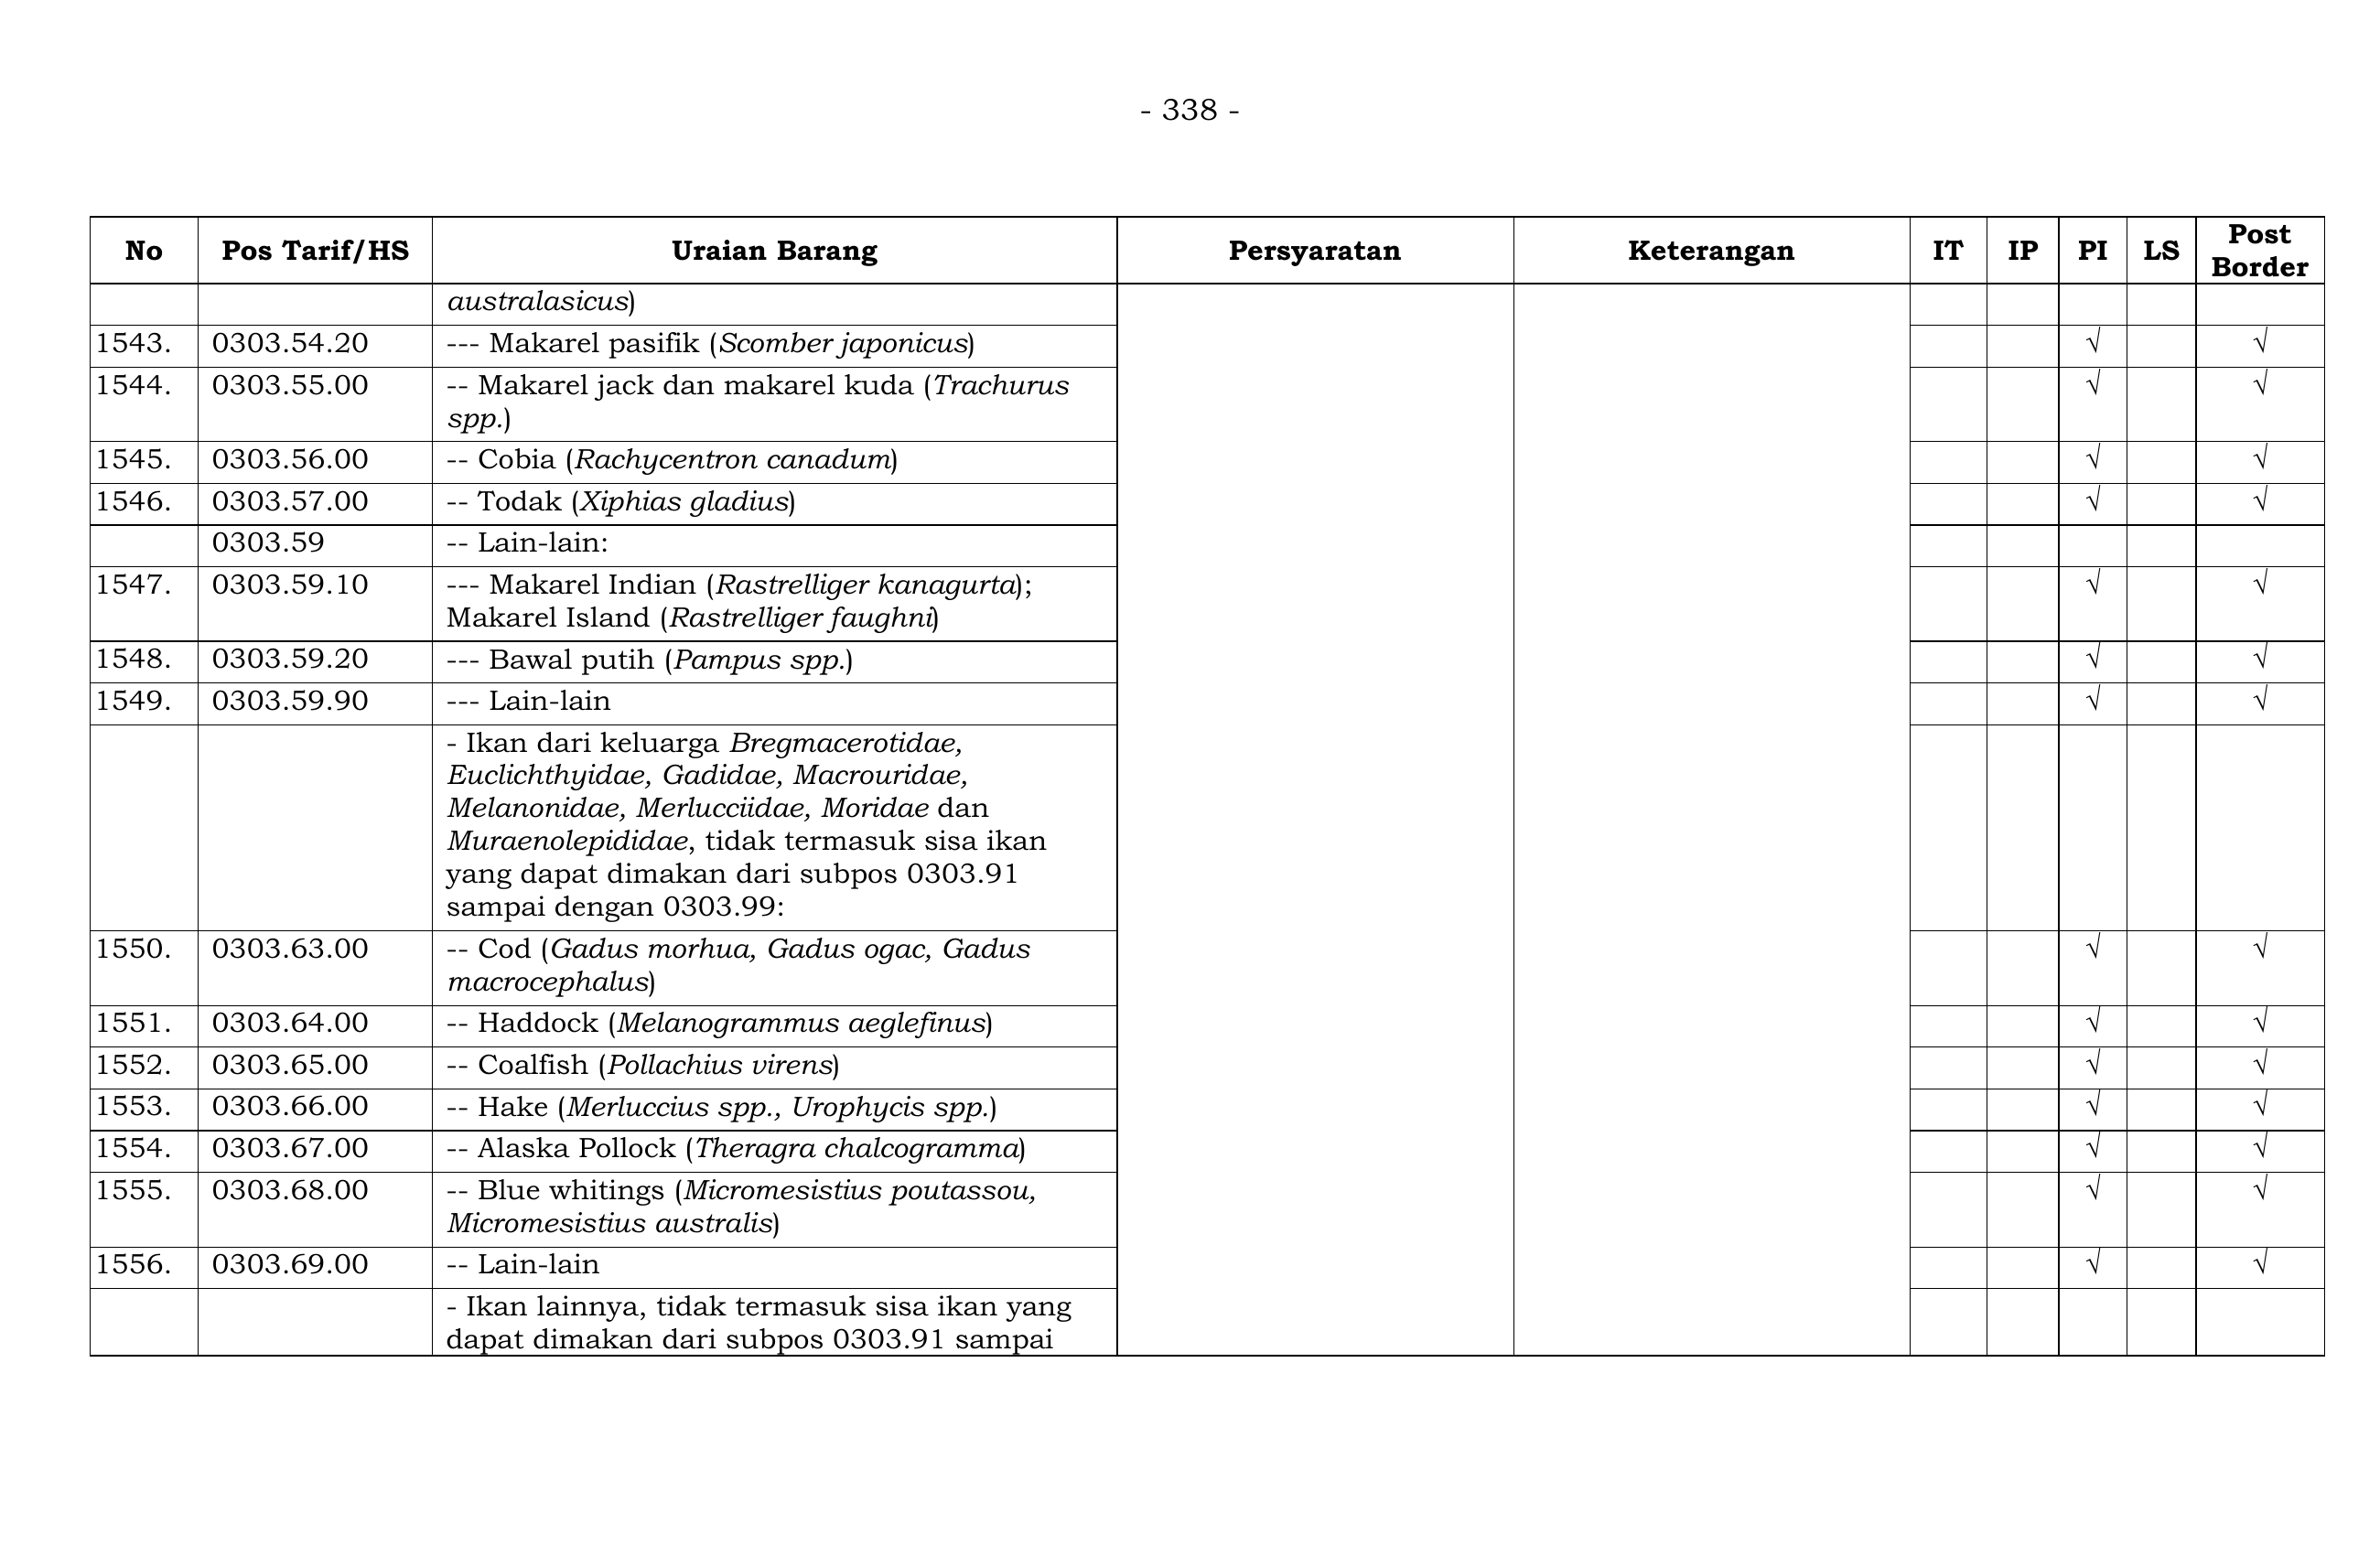 - 338 -
No Pos Tarif/HS Uraian Barang Persyaratan Keterangan IT IP PI LS Post Border
australasicus)
1543. 0303.54.20 --- Makarel pasifik (Scomber japonicus) √ √
1544. 0303.55.00 -- Makarel jack dan makarel kuda (Trachurus √ √
spp.)
1545. 0303.56.00 -- Cobia (Rachycentron canadum) √ √
1546. 0303.57.00 -- Todak (Xiphias gladius) √ √
0303.59 -- Lain-lain:
1547. 0303.59.10 --- Makarel Indian (Rastrelliger kanagurta); √ √
Makarel Island (Rastrelliger faughni)
1548. 0303.59.20 --- Bawal putih (Pampus spp.) √ √
1549. 0303.59.90 --- Lain-lain √ √
- Ikan dari keluarga Bregmacerotidae,
Euclichthyidae, Gadidae, Macrouridae,
Melanonidae, Merlucciidae, Moridae dan
Muraenolepididae, tidak termasuk sisa ikan
yang dapat dimakan dari subpos 0303.91
sampai dengan 0303.99:
1550. 0303.63.00 -- Cod (Gadus morhua, Gadus ogac, Gadus √ √
macrocephalus)
1551. 0303.64.00 -- Haddock (Melanogrammus aeglefinus) √ √
1552. 0303.65.00 -- Coalfish (Pollachius virens) √ √
1553. 0303.66.00 -- Hake (Merluccius spp., Urophycis spp.) √ √
1554. 0303.67.00 -- Alaska Pollock (Theragra chalcogramma) √ √
1555. 0303.68.00 -- Blue whitings (Micromesistius poutassou, √ √
Micromesistius australis)
1556. 0303.69.00 -- Lain-lain √ √
- Ikan lainnya, tidak termasuk sisa ikan yang
dapat dimakan dari subpos 0303.91 sampai